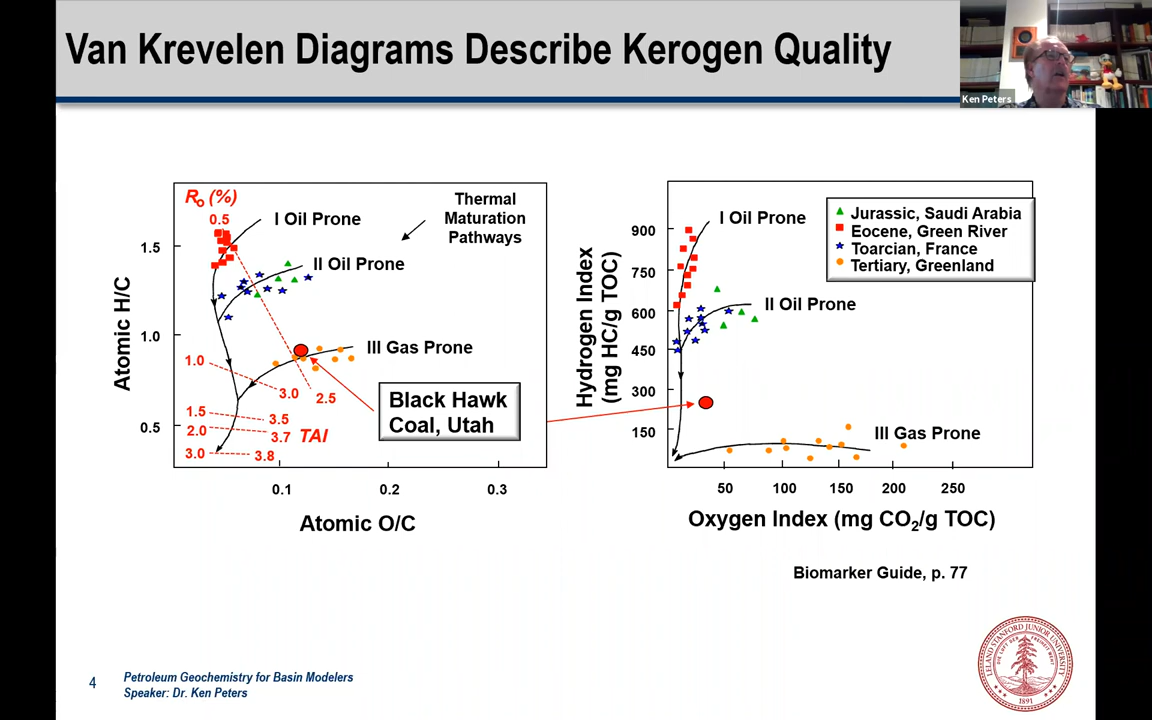 Van Krevelen Diagrams Describe Kerogen Quality
Ken Peters
Ro (%)
0.5
I Oil Prone
Thermal
Maturation
Pathways
II Oil Prone
III Gas Prone
1.5
1.0
0.5
Atomic H/C
1.0
3.0
2.5
1.5
3.5
2.0
3.7
TAI
3.0
3.8
0.1
0.2
0.3
Atomic O/C
Black Hawk
Coal, Utah
Hydrogen Index
(mg HC/g TOC)
900
750
600
450
300
150
I Oil Prone
II Oil Prone
III Gas Prone
Jurassic, Saudi Arabia
Eocene, Green River
Toarcian, France
Tertiary, Greenland
50
100
150
200
250
Oxygen Index (mg CO2/g TOC)
Biomarker Guide, p. 77
4
Petroleum Geochemistry for Basin Modelers
Speaker: Dr. Ken Peters
LELAND STANFORD JUNIOR UNIVERSITY
1891